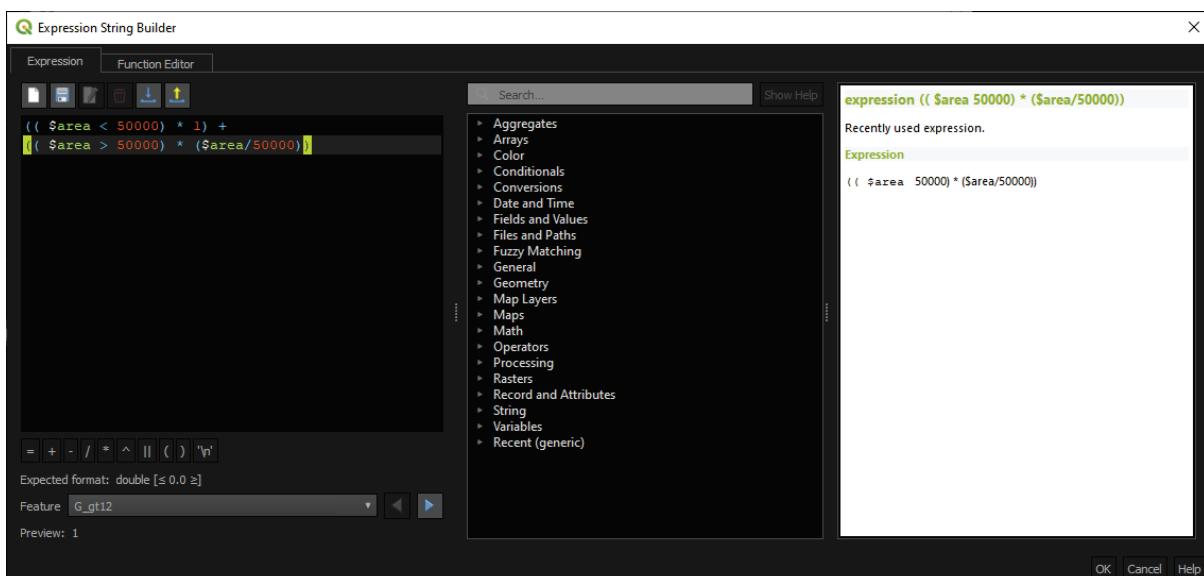 Expression String Builder
Expression
Function Editor
(( $area < 50000) * 1) +
(( $area > 50000) * ($area/50000))
= + - / * ^ || ( ) '\n'
Expected format: double [≤ 0.0 ≥]
Feature G_gt12
Preview: 1
Search...
Show Help
Aggregates
Arrays
Color
Conditionals
Conversions
Date and Time
Fields and Values
Files and Paths
Fuzzy Matching
General
Geometry
Map Layers
Maps
Math
Operators
Processing
Rasters
Record and Attributes
String
Variables
Recent (generic)
expression (( $area 50000) * ($area/50000))
Recently used expression.
Expression
(( $area 50000) * ($area/50000))
OK Cancel Help